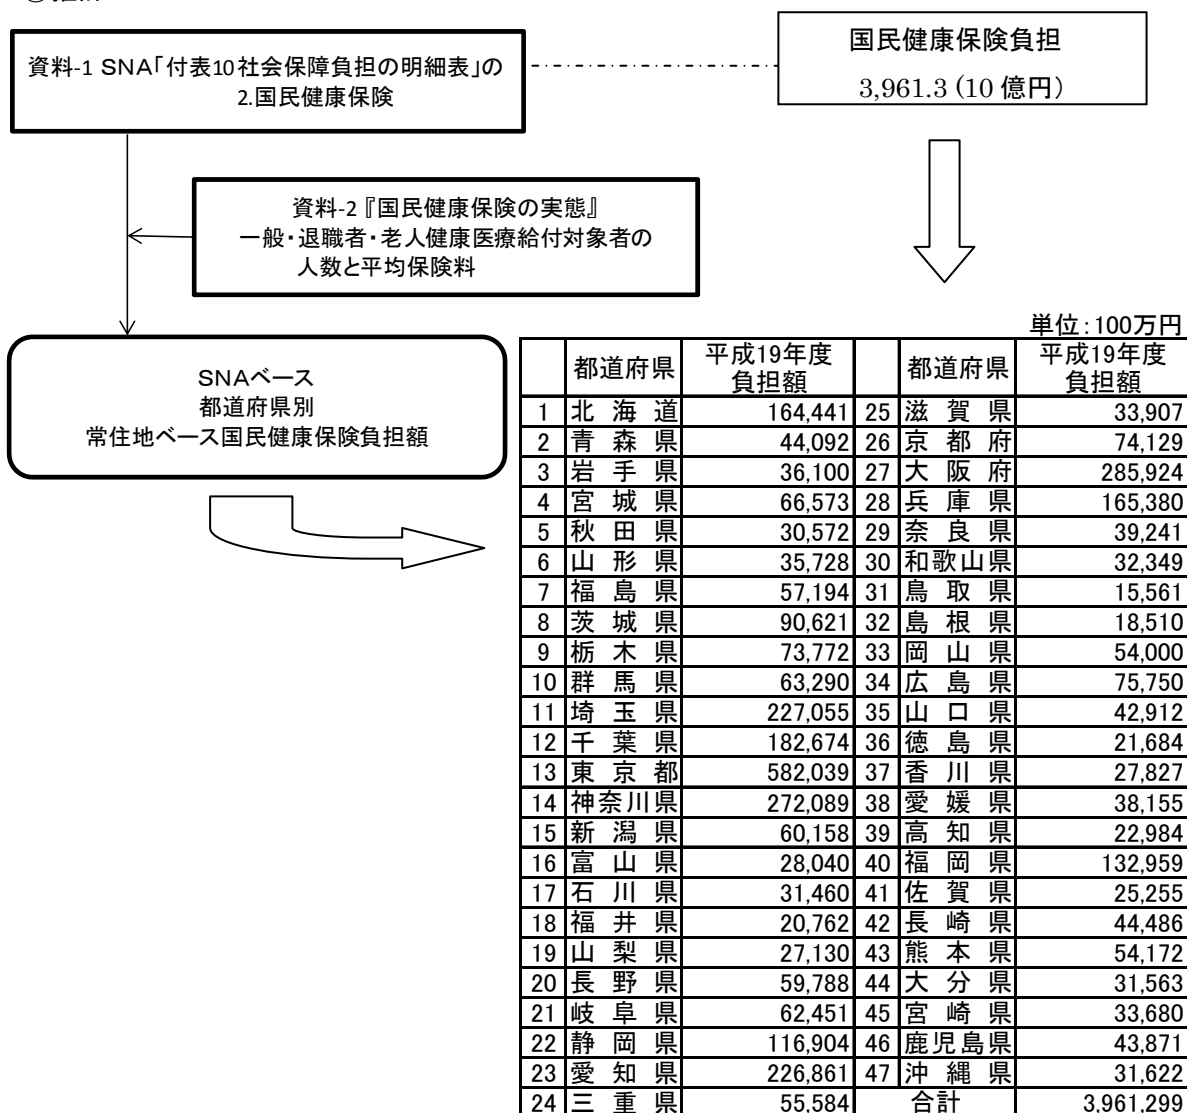 国民健康保険負担
3,961.3 (10 億円)
資料-1 SNA「付表10社会保障負担の明細表」の
2.国民健康保険
資料-2『国民健康保険の実態』
一般・退職者・老人健康医療給付対象者の
人数と平均保険料
SNAベース
都道府県別
常住地ベース国民健康保険負担額
単位:100万円
都道府県 平成19年度 負担額 都道府県 平成19年度 負担額
1 北海道 164,441 25 滋賀県 33,907
2 青森県 44,092 26 京都府 74,129
3 岩手県 36,100 27 大阪府 285,924
4 宮城県 66,573 28 兵庫県 165,380
5 秋田県 30,572 29 奈良県 39,241
6 山形県 35,728 30 和歌山県 32,349
7 福島県 57,194 31 鳥取県 15,561
8 茨城県 90,621 32 島根県 18,510
9 栃木県 73,772 33 岡山県 54,000
10 群馬県 63,290 34 広島県 75,750
11 埼玉県 227,055 35 山口県 42,912
12 千葉県 182,674 36 徳島県 21,684
13 東京都 582,039 37 香川県 27,827
14 神奈川県 272,089 38 愛媛県 38,155
15 新潟県 60,158 39 高知県 22,984
16 富山県 28,040 40 福岡県 132,959
17 石川県 31,460 41 佐賀県 25,255
18 福井県 20,762 42 長崎県 44,486
19 山梨県 27,130 43 熊本県 54,172
20 長野県 59,788 44 大分県 31,563
21 岐阜県 62,451 45 宮崎県 33,680
22 静岡県 116,904 46 鹿児島県 43,871
23 愛知県 226,861 47 沖縄県 31,622
24 三重県 55,584 合計 3,961,299